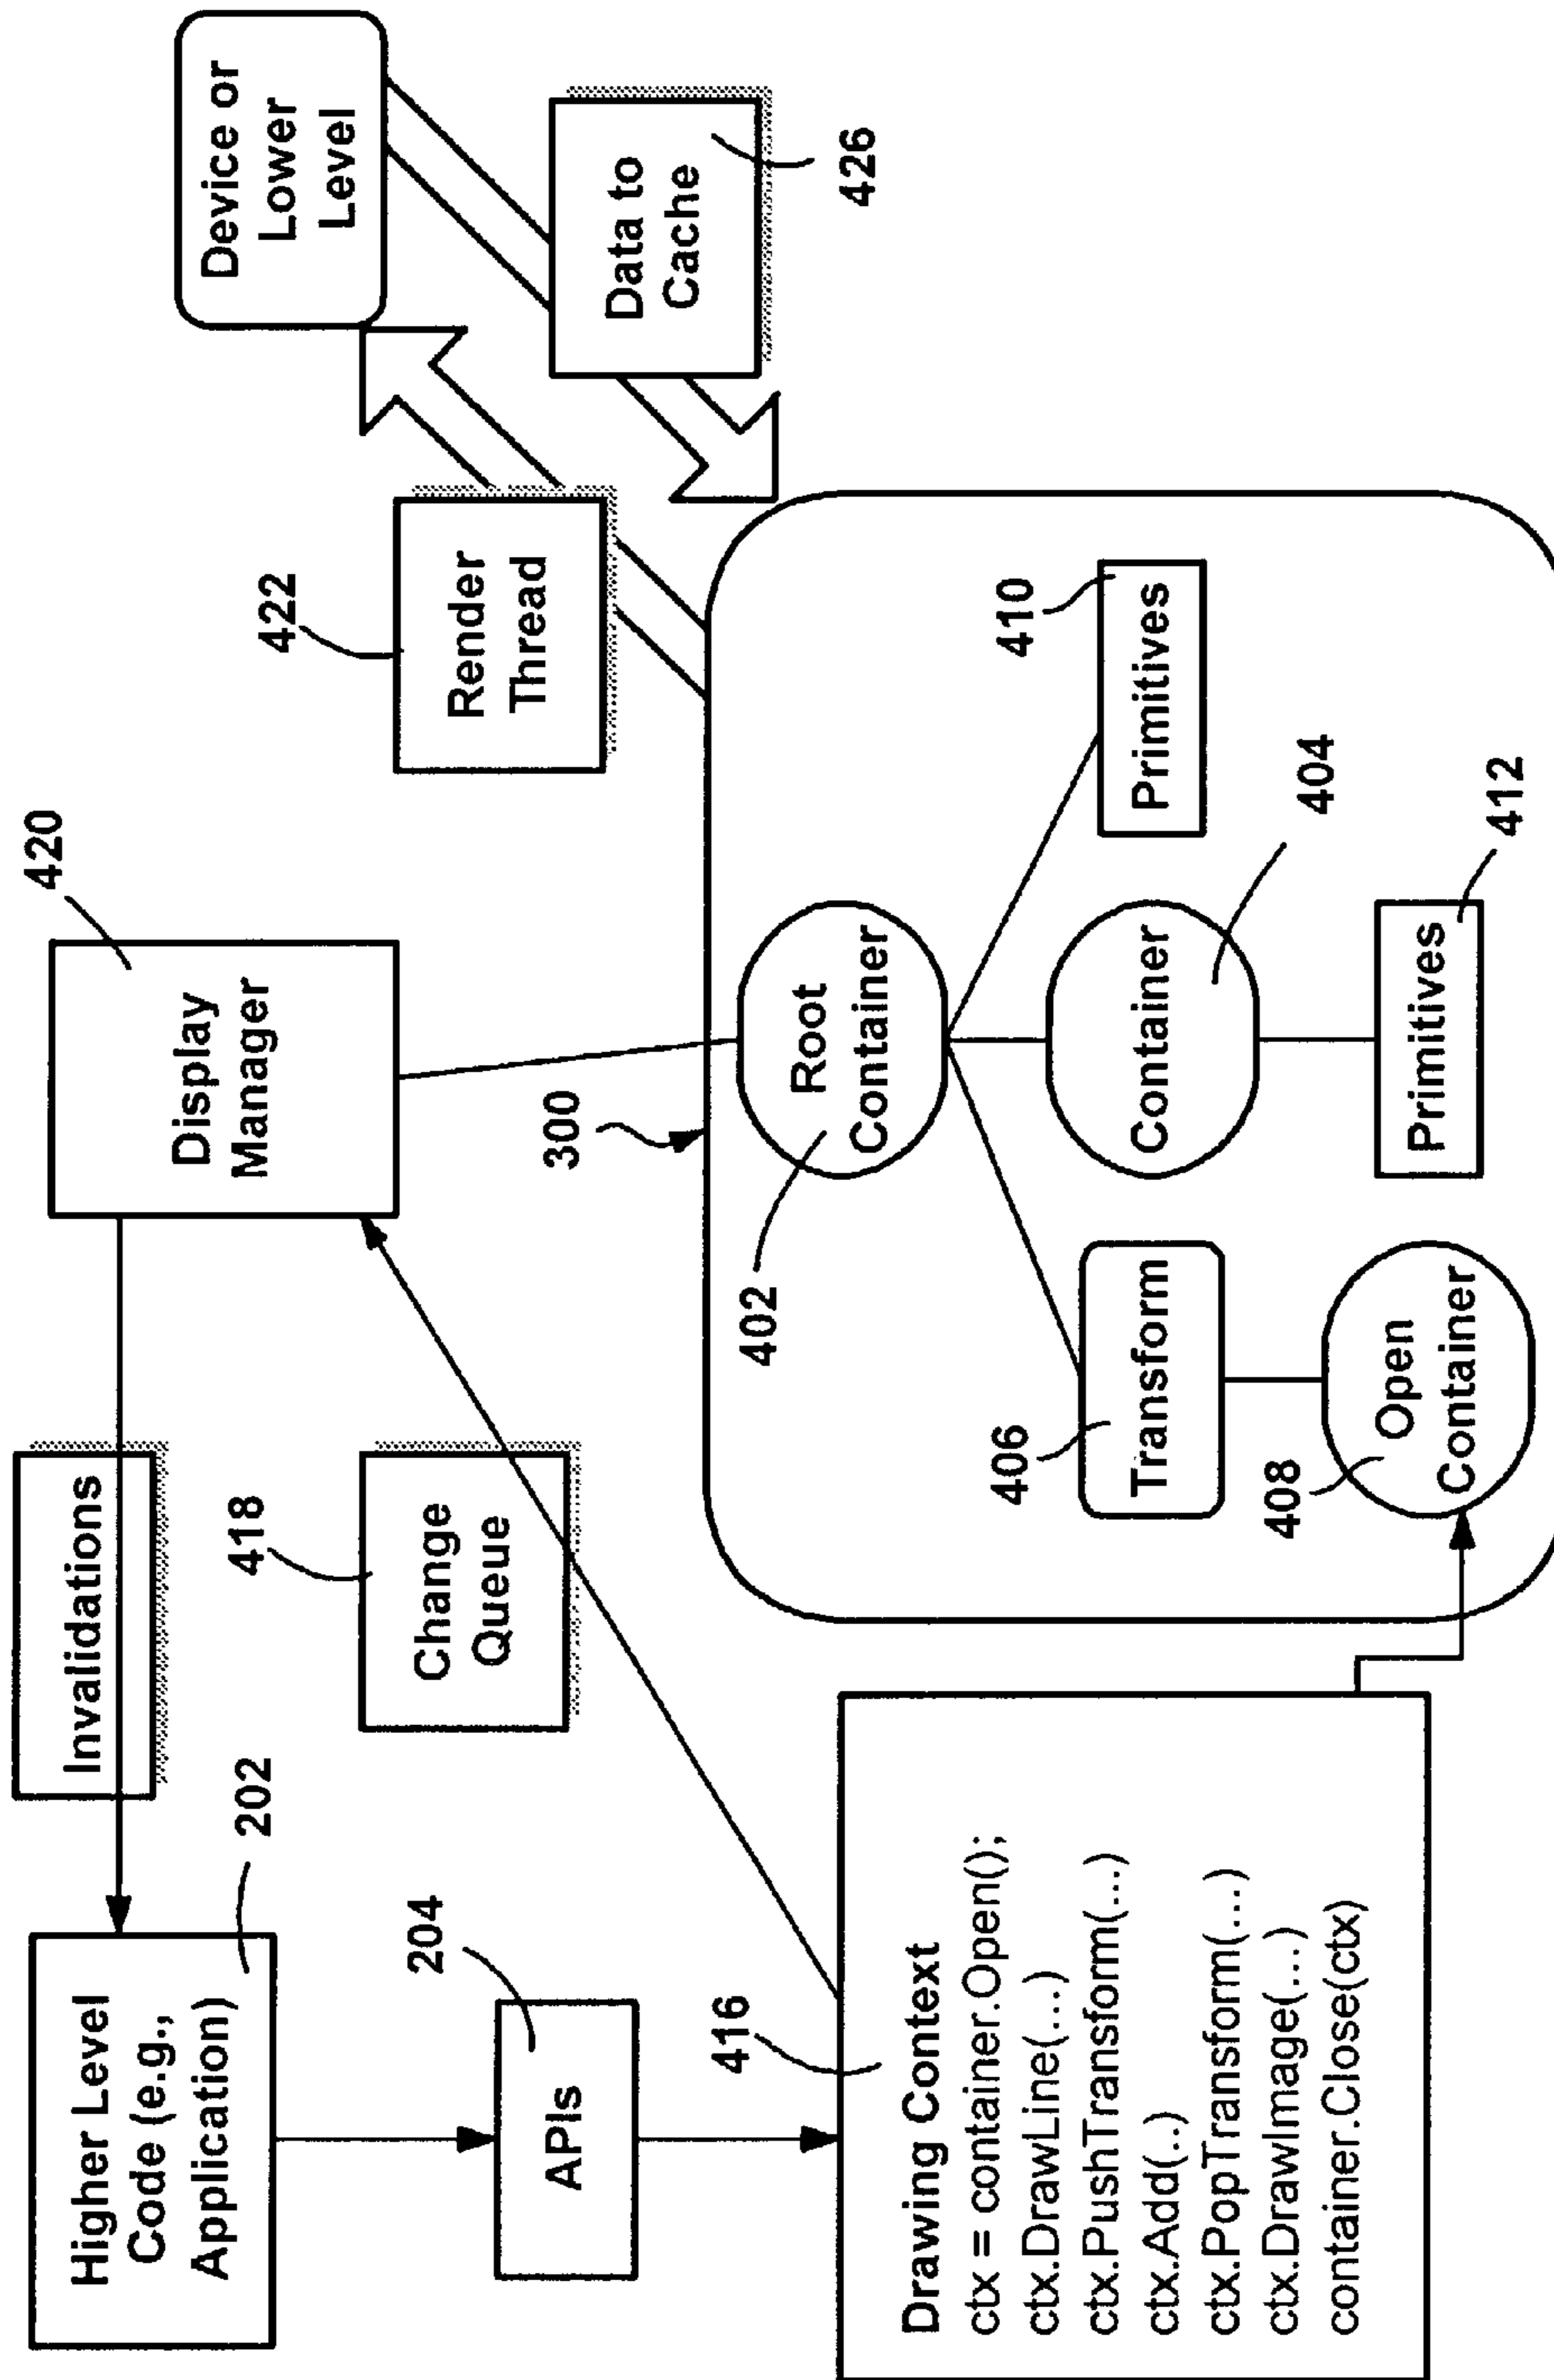 Higher Level
Code (e.g.,
Application)
202
Invalidations
Display
Manager
420
Device or
Lower
Level
APIs
204
Change
Queue
418
Render
Thread
422
Data to
Cache
426
300
Drawing Context
ctx = container.Open();
ctx.DrawLine(...)
ctx.PushTransform(...)
ctx.Add(..)
ctx.PopTransform(...)
ctx.DrawImage(...)
container.Close(ctx)
416
Root
Container
402
Transform
406
Container
404
Primitives
410
Open
Container
408
Primitives
412